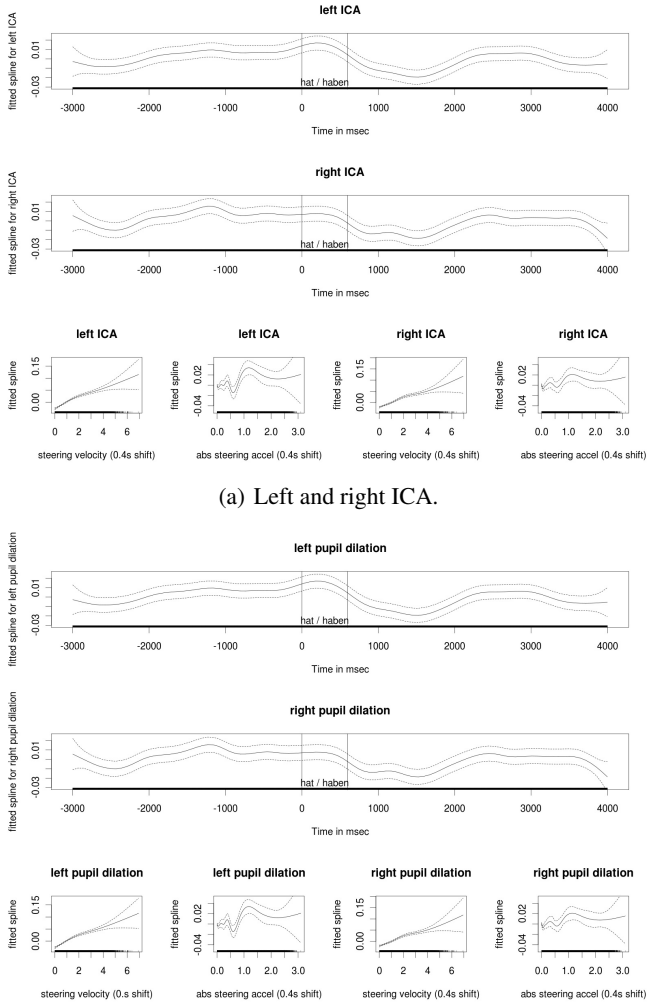 left ICA
fitted spline for left ICA
0.01
-0.03
hat / haben
-3000 -2000 -1000 0 1000 2000 3000 4000
Time in msec
right ICA
fitted spline for right ICA
0.01
-0.03
hat / haben
-3000 -2000 -1000 0 1000 2000 3000 4000
Time in msec
left ICA left ICA right ICA right ICA
fitted spline fitted spline fitted spline fitted spline
0.15 0.02 0.15 0.02
0.00 -0.04 0.00 -0.04
0 2 4 6 0.0 1.0 2.0 3.0 0 2 4 6 0.0 1.0 2.0 3.0
steering velocity (0.4s shift) abs steering accel (0.4s shift) steering velocity (0.4s shift) abs steering accel (0.4s shift)
(a) Left and right ICA.
left pupil dilation
fitted spline for left pupil dilation
0.01
-0.03
hat / haben
-3000 -2000 -1000 0 1000 2000 3000 4000
Time in msec
right pupil dilation
fitted spline for right pupil dilation
0.01
-0.03
hat / haben
-3000 -2000 -1000 0 1000 2000 3000 4000
Time in msec
left pupil dilation left pupil dilation right pupil dilation right pupil dilation
fitted spline fitted spline fitted spline fitted spline
0.15 0.02 0.15 0.02
0.00 -0.04 0.00 -0.04
0 2 4 6 0.0 1.0 2.0 3.0 0 2 4 6 0.0 1.0 2.0 3.0
steering velocity (0.s shift) abs steering accel (0.4s shift) steering velocity (0.4s shift) abs steering accel (0.4s shift)